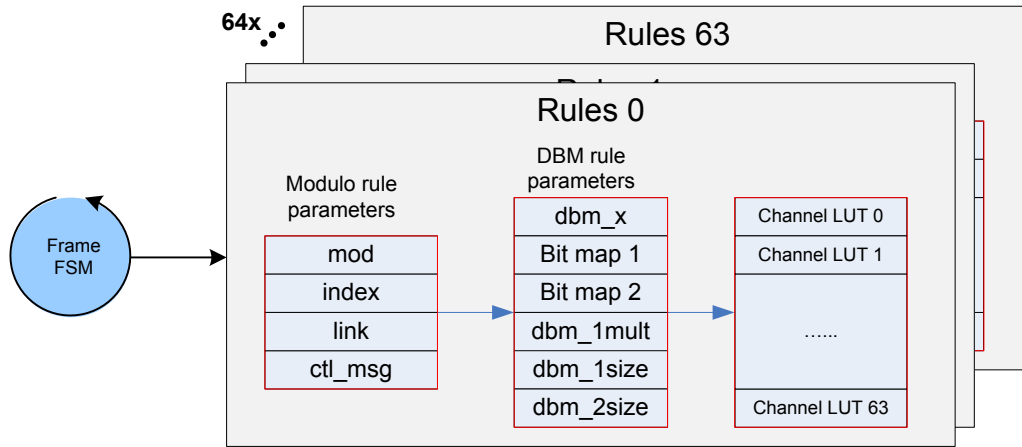 64x
Rules 63
Rules 0
Frame
FSM
Modulo rule
parameters
mod
index
link
ctl_msg
DBM rule
parameters
dbm_x
Bit map 1
Bit map 2
dbm_1mult
dbm_1size
dbm_2size
Channel LUT 0
Channel LUT 1
......
Channel LUT 63